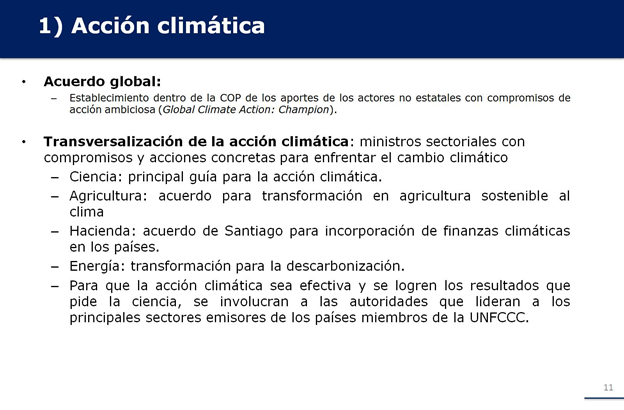 1) Acción climática
• Acuerdo global:
– Establecimiento dentro de la COP de los aportes de los actores no estatales con compromisos de
acción ambiciosa (Global Climate Action: Champion).
• Transversalización de la acción climática: ministros sectoriales con
compromisos y acciones concretas para enfrentar el cambio climático
– Ciencia: principal guía para la acción climática.
– Agricultura: acuerdo para transformación en agricultura sostenible al
clima
– Hacienda: acuerdo de Santiago para incorporación de finanzas climáticas
en los países.
– Energía: transformación para la descarbonización.
– Para que la acción climática sea efectiva y se logren los resultados que
pide la ciencia, se involucran a las autoridades que lideran a los
principales sectores emisores de los países miembros de la UNFCCC.
11